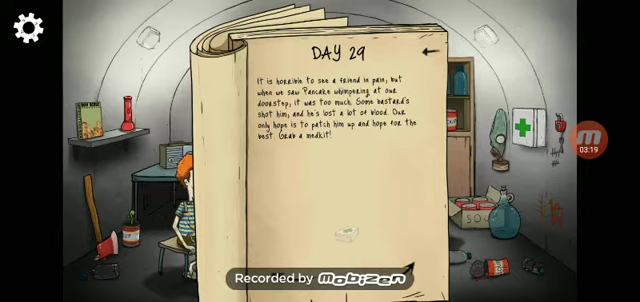 DAY 29
It is horrible to see a friend in pain, but
when we saw Pancake whimpering at our
doorstep, it was too much. Some bastard's
shot him, and he's lost a lot of blood. Our
only hope is to patch him up and hope for the
best. Grab a medkit!
03:19
SOU
Recorded by mobizen